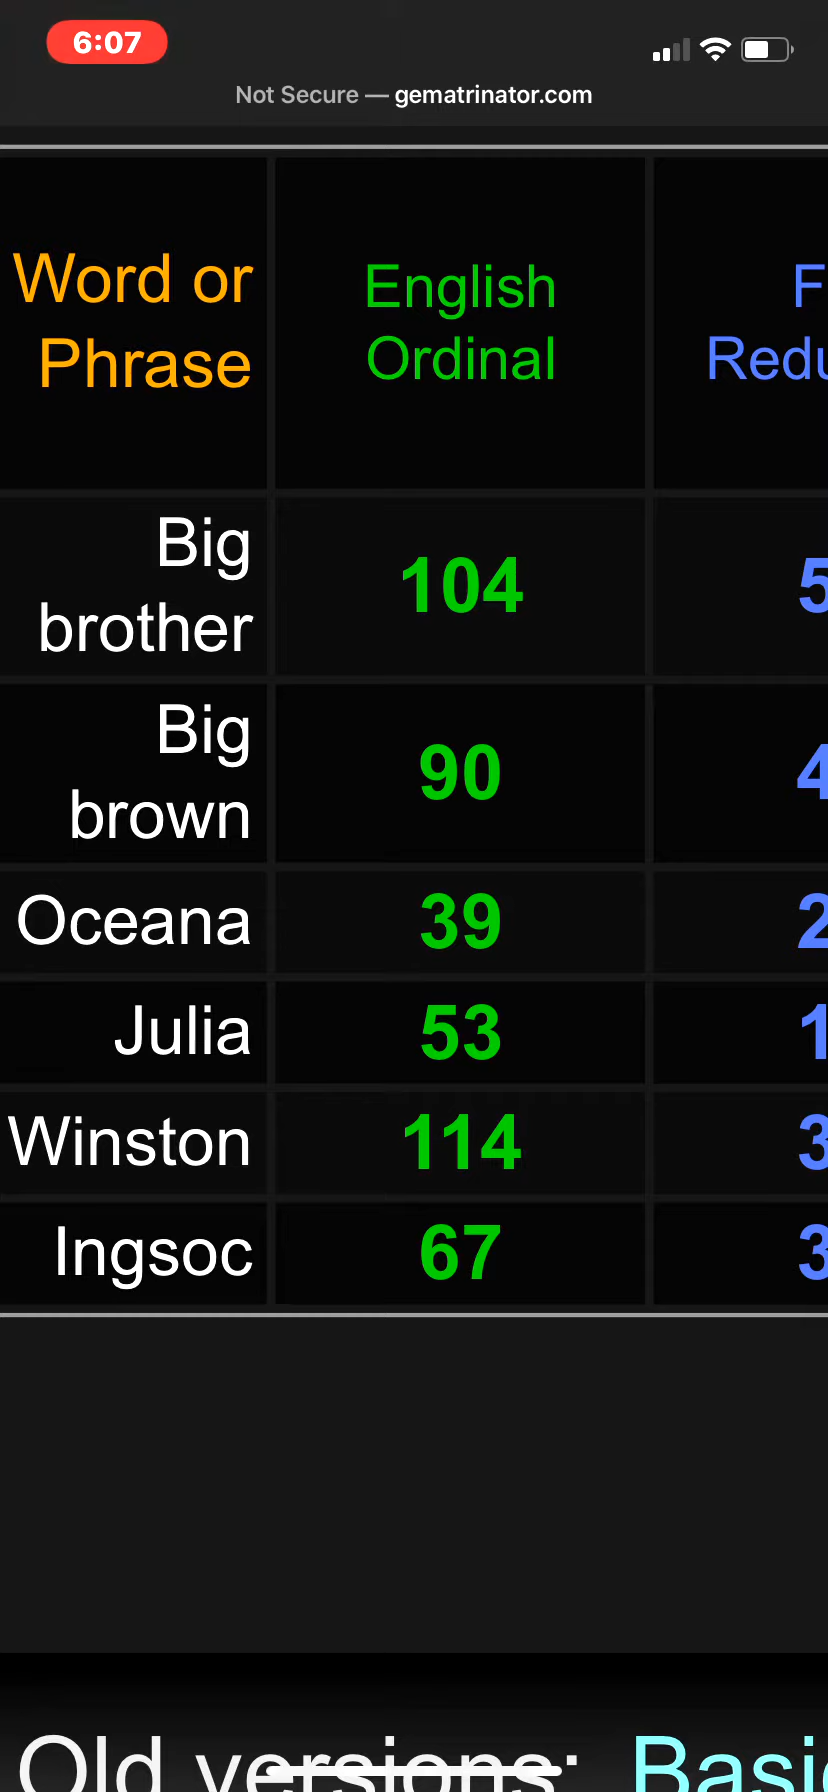 6:07
Not Secure — gematrinator.com
Word or
Phrase
English
Ordinal
F
Redu
Big
brother
104
5
Big
brown
90
4
Oceana
39
2
Julia
53
1
Winston
114
3
Ingsoc
67
3
Old versions: Basi